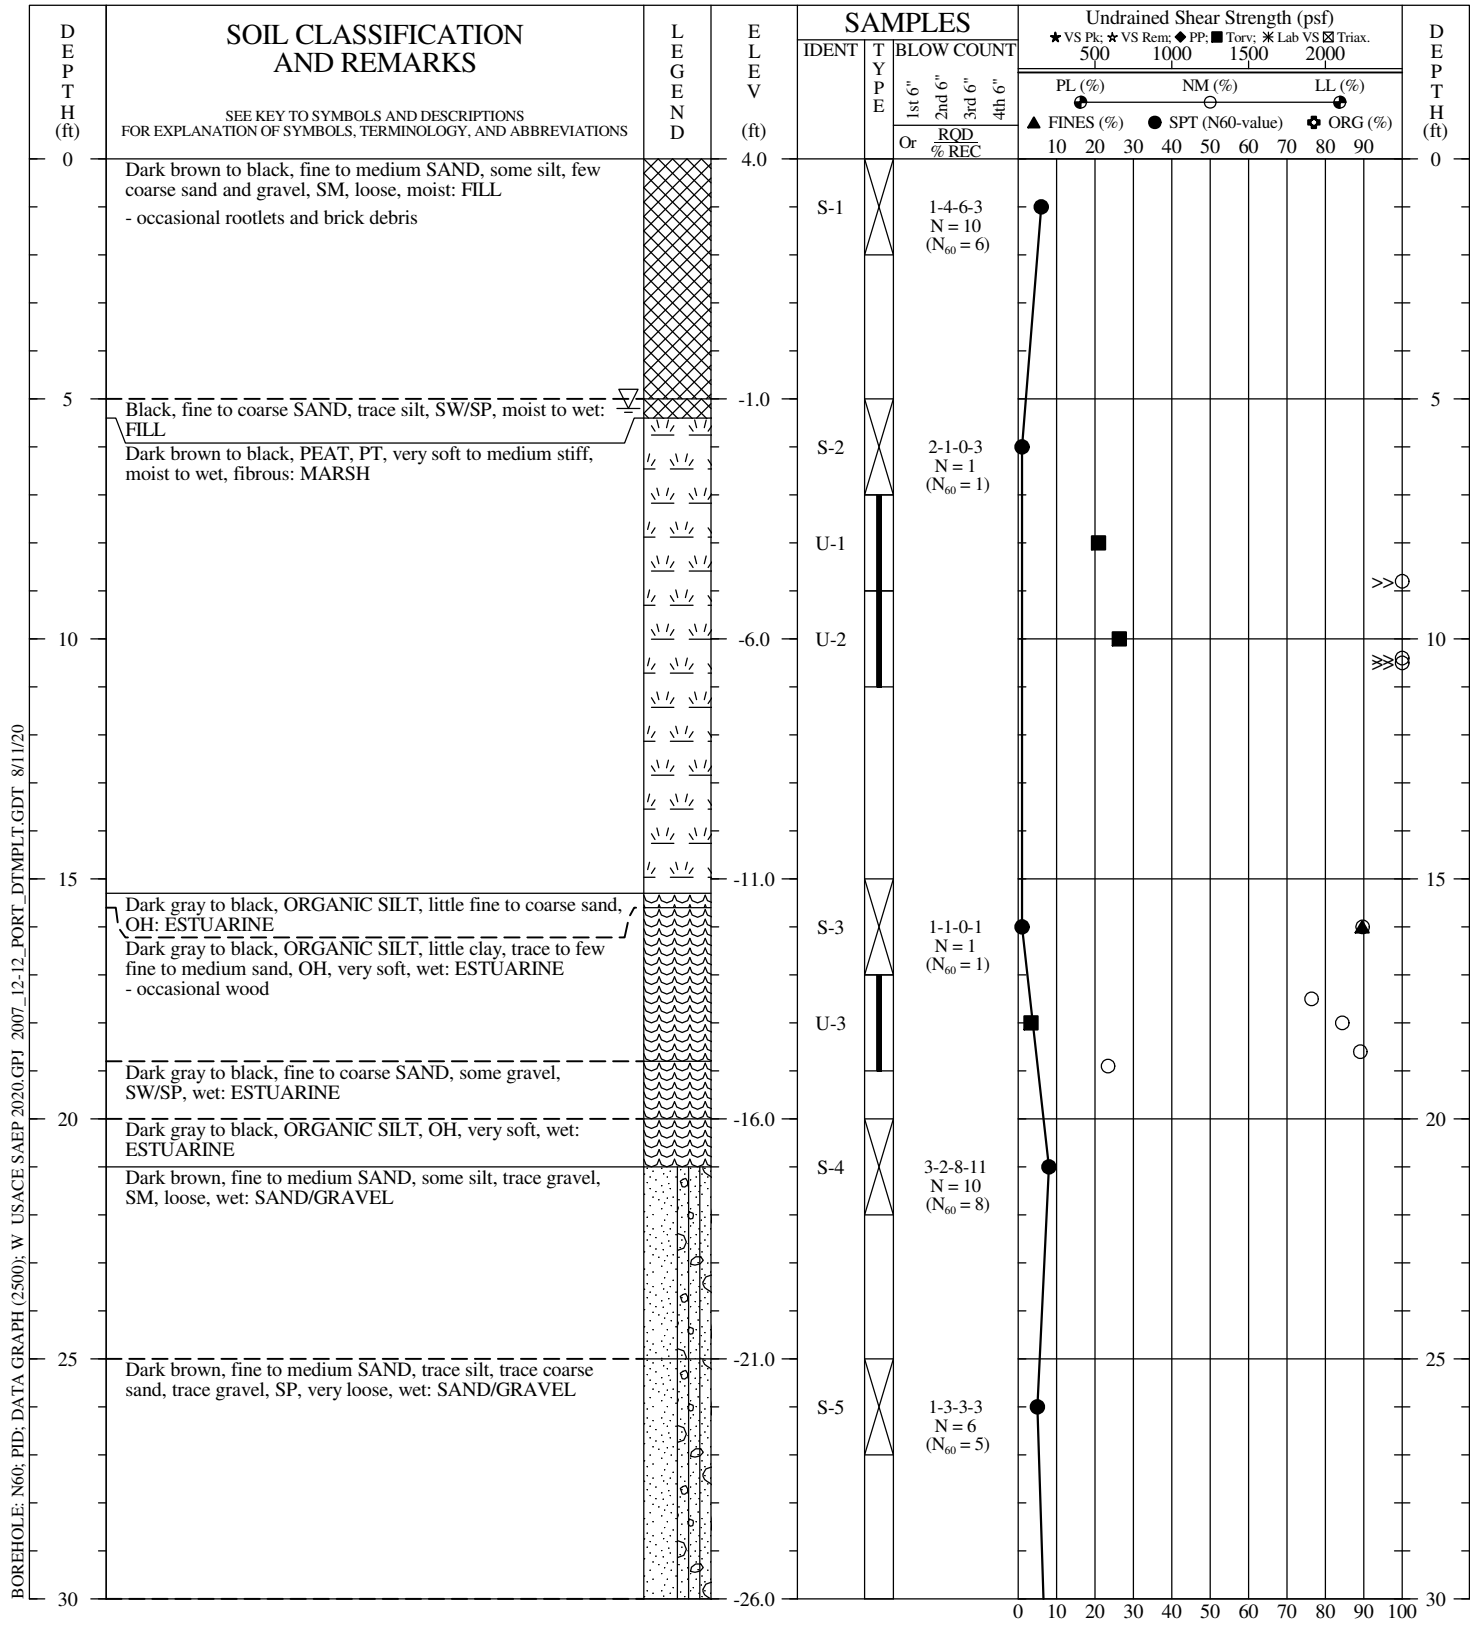 DEPTH (ft)
SOIL CLASSIFICATION
AND REMARKS
SEE KEY TO SYMBOLS AND DESCRIPTIONS
FOR EXPLANATION OF SYMBOLS, TERMINOLOGY, AND ABBREVIATIONS
LEGEND
ELEV (ft)
SAMPLES
IDENT
TYPE
BLOW COUNT
1st 6"
2nd 6"
3rd 6"
4th 6"
Or RQD
% REC
Undrained Shear Strength (psf)
VS Pk; VS Rem; PP; Torv; Lab VS Triax.
500 1000 1500 2000
PL (%) NM (%) LL (%)
FINES (%) SPT (N60-value) ORG (%)
10 20 30 40 50 60 70 80 90
DEPTH (ft)
0 4.0 0
Dark brown to black, fine to medium SAND, some silt, few
coarse sand and gravel, SM, loose, moist: FILL
- occasional rootlets and brick debris
S-1 1-4-6-3
N = 10
(N60 = 6)
5 -1.0 5
Black, fine to coarse SAND, trace silt, SW/SP, moist to wet:
FILL
Dark brown to black, PEAT, PT, very soft to medium stiff,
moist to wet, fibrous: MARSH
S-2 2-1-0-3
N = 1
(N60 = 1)
U-1
>>
10 -6.0 U-2 10
>>
>>
15 -11.0 15
Dark gray to black, ORGANIC SILT, little fine to coarse sand,
OH: ESTUARINE
Dark gray to black, ORGANIC SILT, little clay, trace to few
fine to medium sand, OH, very soft, wet: ESTUARINE
- occasional wood
S-3 1-1-0-1
N = 1
(N60 = 1)
U-3
Dark gray to black, fine to coarse SAND, some gravel,
SW/SP, wet: ESTUARINE
20 -16.0 20
Dark gray to black, ORGANIC SILT, OH, very soft, wet:
ESTUARINE
Dark brown, fine to medium SAND, some silt, trace gravel,
SM, loose, wet: SAND/GRAVEL
S-4 3-2-8-11
N = 10
(N60 = 8)
25 -21.0 25
Dark brown, fine to medium SAND, trace silt, trace coarse
sand, trace gravel, SP, very loose, wet: SAND/GRAVEL
S-5 1-3-3-3
N = 6
(N60 = 5)
30 -26.0 30
0 10 20 30 40 50 60 70 80 90 100
BOREHOLE: N60; PID; DATA GRAPH (2500); W USACE SAEP 2020.GPJ 2007_12-12_PORT_DTMPLT.GDT 8/11/20